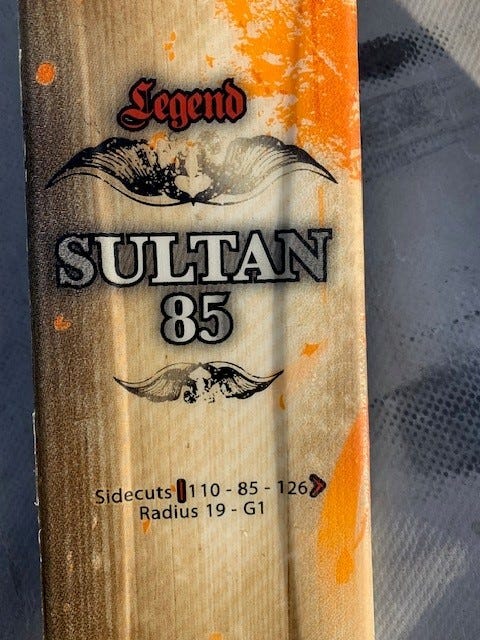 Legend
SULTAN
85
Sidecuts 110 - 85 - 126
Radius 19 - G1